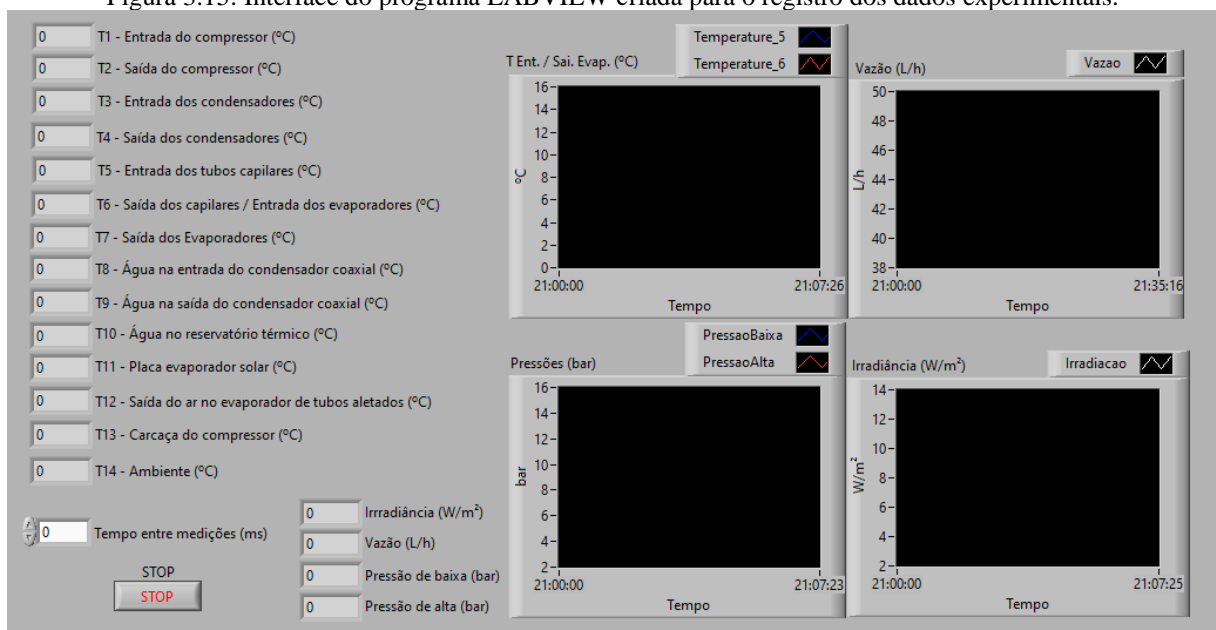 Figura 3.15: Interface do programa LABVIEW criada para o registro dos dados experimentais.
0 T1 - Entrada do compressor (ºC)
0 T2 - Saída do compressor (ºC)
0 T3 - Entrada dos condensadores (ºC)
0 T4 - Saída dos condensadores (ºC)
0 T5 - Entrada dos tubos capilares (ºC)
0 T6 - Saída dos capilares / Entrada dos evaporadores (ºC)
0 T7 - Saída dos Evaporadores (ºC)
0 T8 - Água na entrada do condensador coaxial (ºC)
0 T9 - Água na saída do condensador coaxial (ºC)
0 T10 - Água no reservatório térmico (ºC)
0 T11 - Placa evaporador solar (ºC)
0 T12 - Saída do ar no evaporador de tubos aletados (ºC)
0 T13 - Carcaça do compressor (ºC)
0 T14 - Ambiente (ºC)
0 Tempo entre medições (ms)
STOP
STOP
0 Irrradiância (W/m²)
0 Vazão (L/h)
0 Pressão de baixa (bar)
0 Pressão de alta (bar)
T Ent. / Sai. Evap. (ºC)
Temperature_5
Temperature_6
ºC
16
14
12
10
8
6
4
2
0
21:00:00 21:07:26
Tempo
Vazão (L/h)
Vazao
L/h
50
48
46
44
42
40
38
21:00:00 21:35:16
Tempo
Pressões (bar)
PressaoBaixa
PressaoAlta
bar
16
14
12
10
8
6
4
2
21:00:00 21:07:23
Tempo
Irradiância (W/m²)
Irradiacao
W/m²
14
12
10
8
6
4
2
21:00:00 21:07:25
Tempo